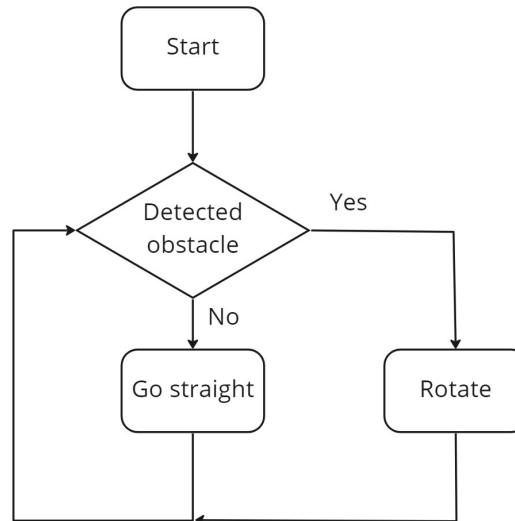 Start
Detected
obstacle
Yes
No
Go straight
Rotate